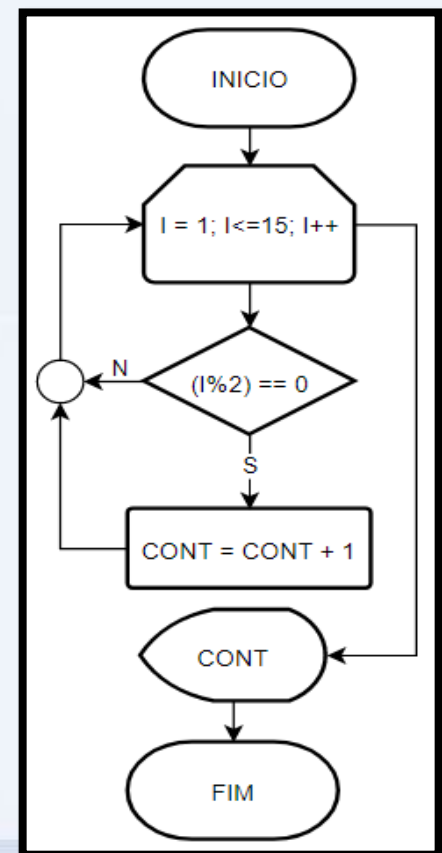 INICIO
I = 1; I<=15; I++
N
(I%2) == 0
S
CONT = CONT + 1
CONT
FIM